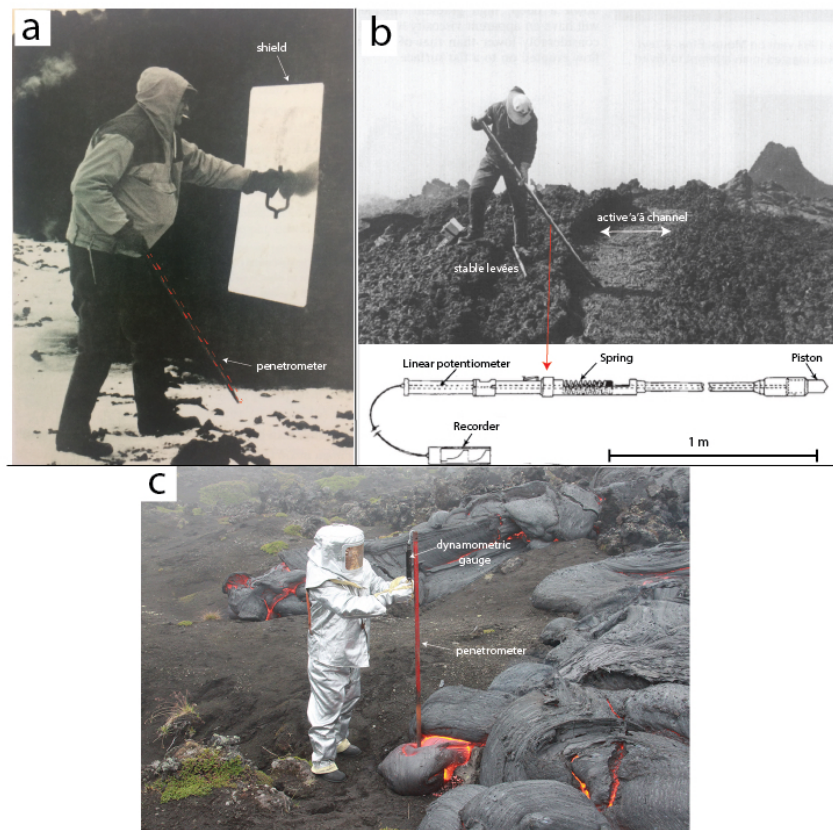 a
shield
penetrometer
b
active 'a'ā channel
stable levées
Linear potentiometer
Spring
Piston
Recorder
1 m
c
dynamometric
gauge
penetrometer